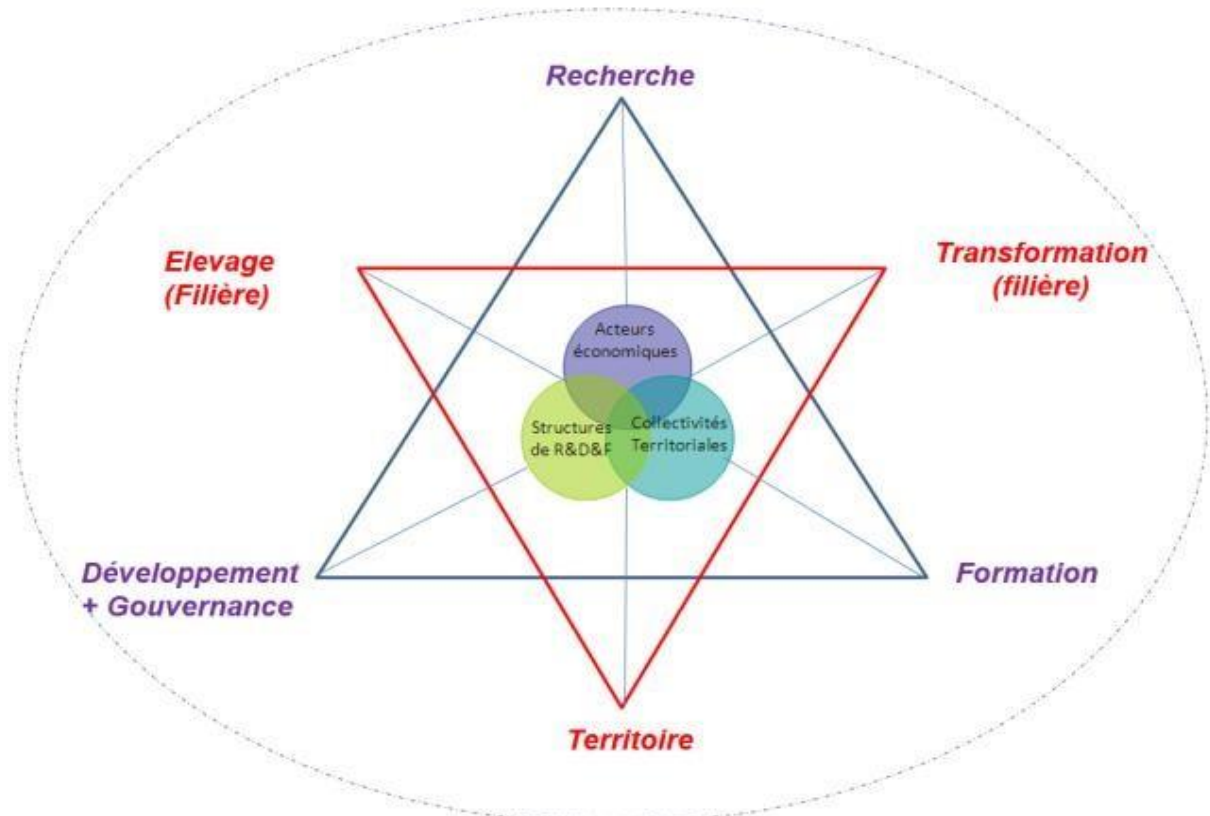 Recherche
Elevage
(Filière)
Transformation
(filière)
Acteurs
économiques
Structures
de R&D&F
Collectivités
Territoriales
Développement
+ Gouvernance
Formation
Territoire